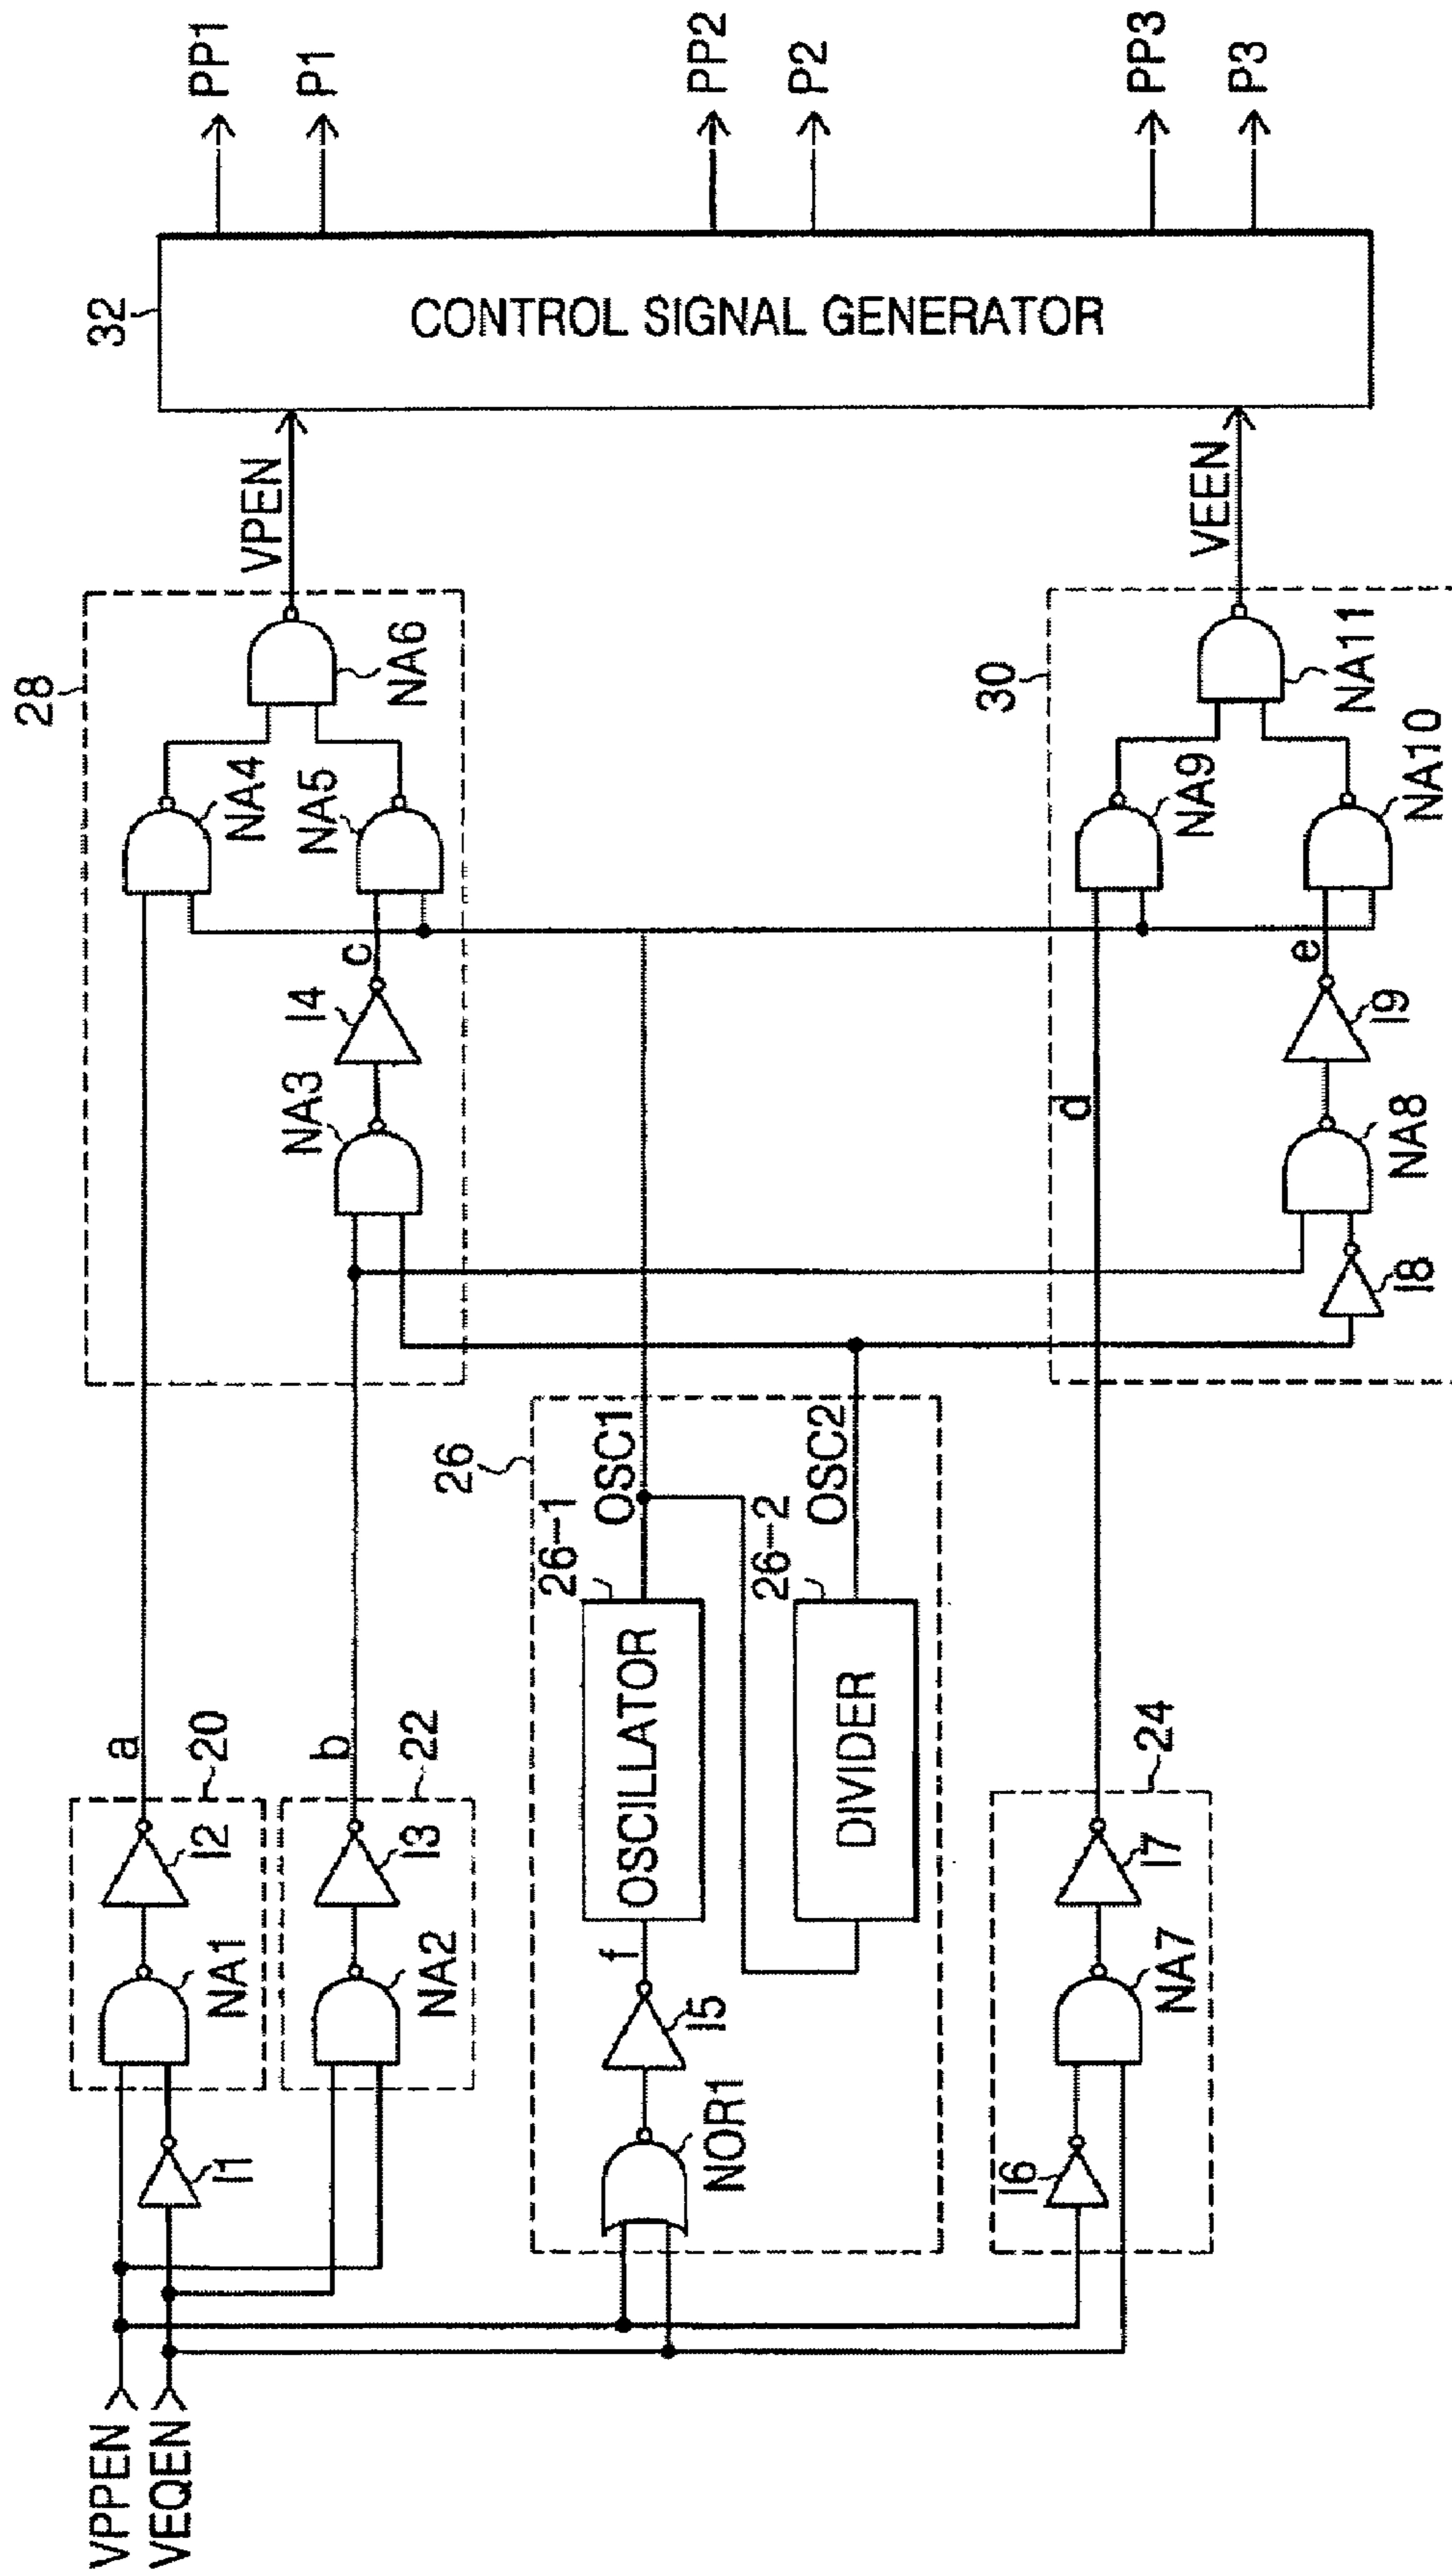 VPPEN
VEQEN
I1
NA1
I2
a
20
NA2
I3
b
22
NOR1
I5
f
OSCILLATOR
26-1
OSC1
26
DIVIDER
26-2
OSC2
I6
NA7
I7
24
28
NA3
I4
c
NA4
NA5
NA6
VPEN
30
d
I8
NA8
I9
e
NA9
NA10
NA11
VEEN
32
CONTROL SIGNAL GENERATOR
PP1
P1
PP2
P2
PP3
P3